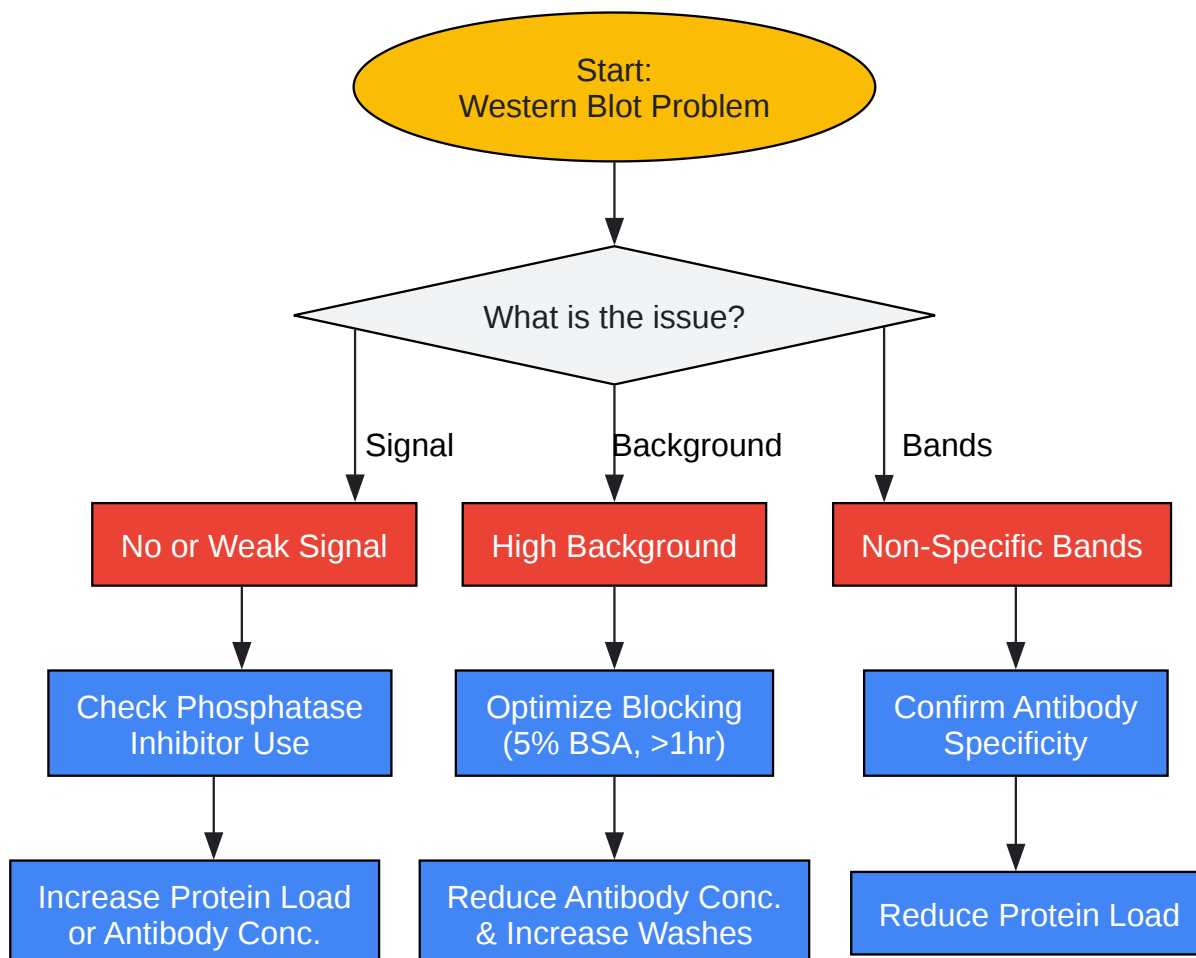 Start:
Western Blot Problem
What is the issue?
Signal
Background
Bands
No or Weak Signal
High Background
Non-Specific Bands
Check Phosphatase
Inhibitor Use
Optimize Blocking
(5% BSA, >1hr)
Confirm Antibody
Specificity
Increase Protein Load
or Antibody Conc.
Reduce Antibody Conc.
& Increase Washes
Reduce Protein Load